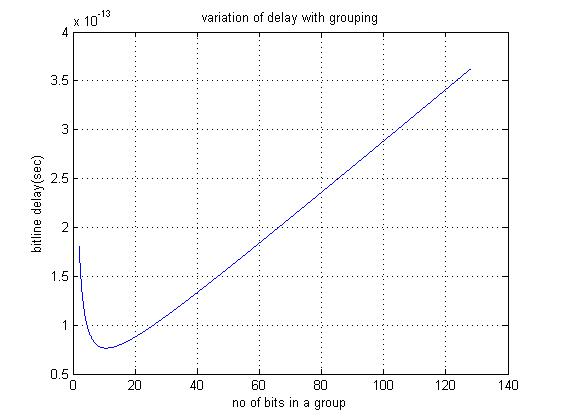 x 10-13
variation of delay with grouping
4
3.5
3
2.5
2
1.5
1
0.5
bitline delay(sec)
0 20 40 60 80 100 120 140
no of bits in a group